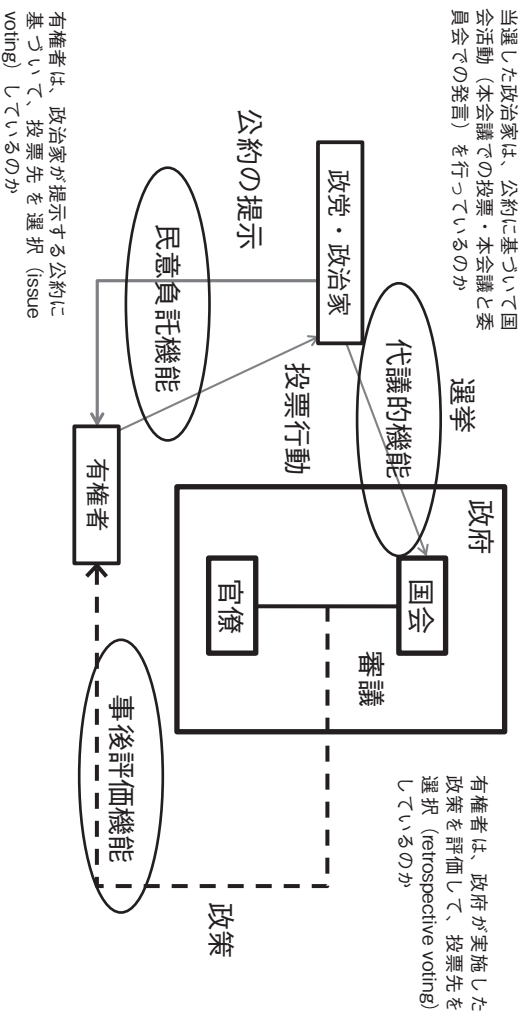 当選した政治家は、公約に基づいて国
会活動（本会議での投票・本会議と委
員会での発言）を行っているのか
選挙
代議的機能
政党・政治家
公約の提示
民意負託機能
投票行動
有権者
政府
国会
審議
官僚
政策
事後評価機能
有権者は、政府が実施した
政策を評価して、投票先を
選択（retrospective voting）
しているのか
有権者は、政治家が提示する公約に
基づいて、投票先を選択（issue
voting）しているのか